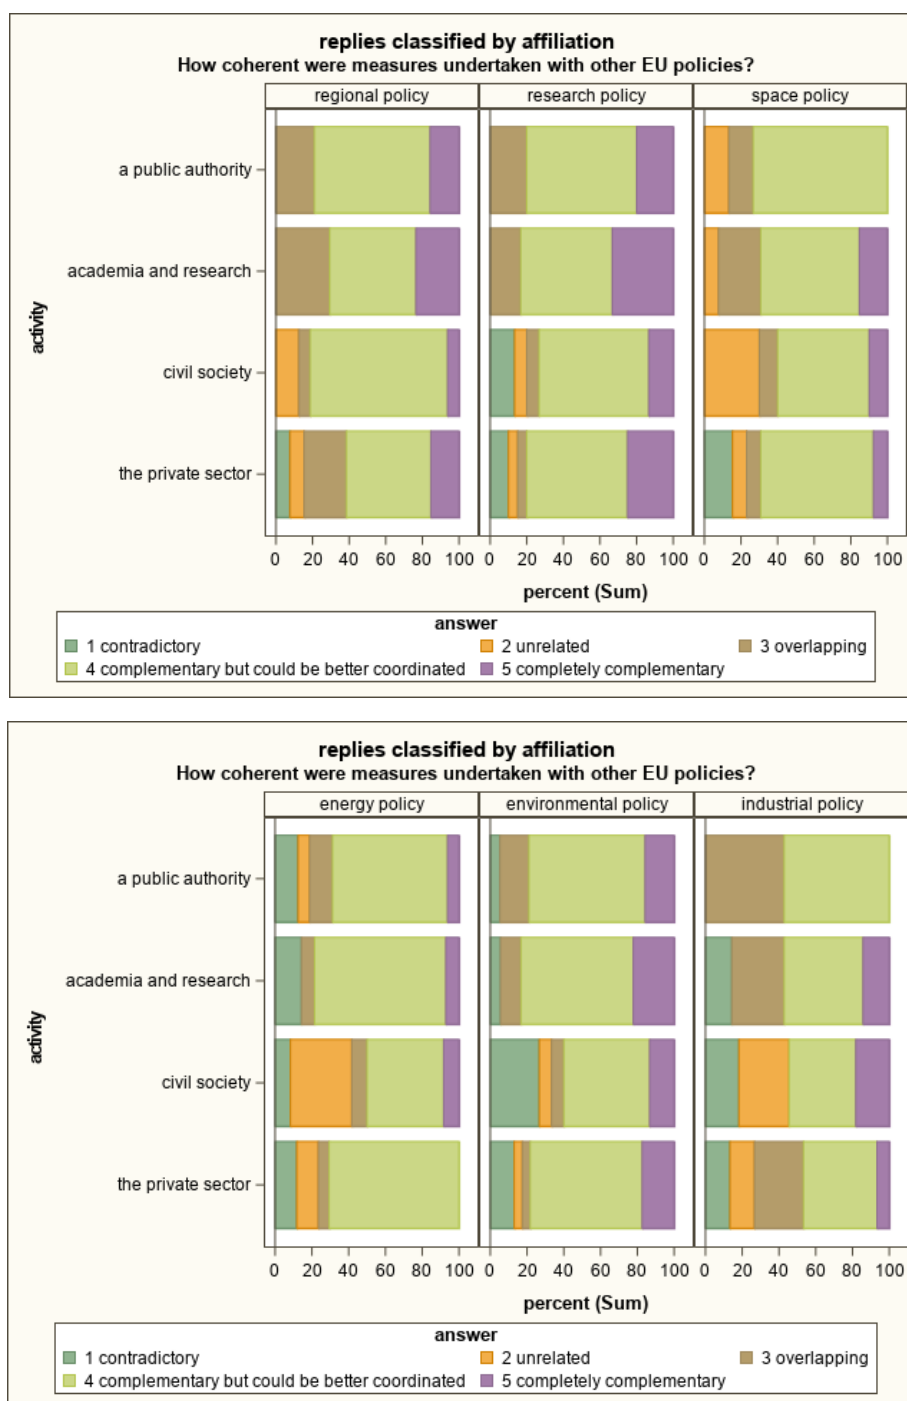 replies classified by affiliation
How coherent were measures undertaken with other EU policies?
regional policy research policy space policy
a public authority
academia and research
civil society
the private sector
activity
0 20 40 60 80 100 0 20 40 60 80 100 0 20 40 60 80 100
percent (Sum)
answer
1 contradictory 2 unrelated 3 overlapping
4 complementary but could be better coordinated 5 completely complementary
replies classified by affiliation
How coherent were measures undertaken with other EU policies?
energy policy environmental policy industrial policy
a public authority
academia and research
civil society
the private sector
activity
0 20 40 60 80 100 0 20 40 60 80 100 0 20 40 60 80 100
percent (Sum)
answer
1 contradictory 2 unrelated 3 overlapping
4 complementary but could be better coordinated 5 completely complementary